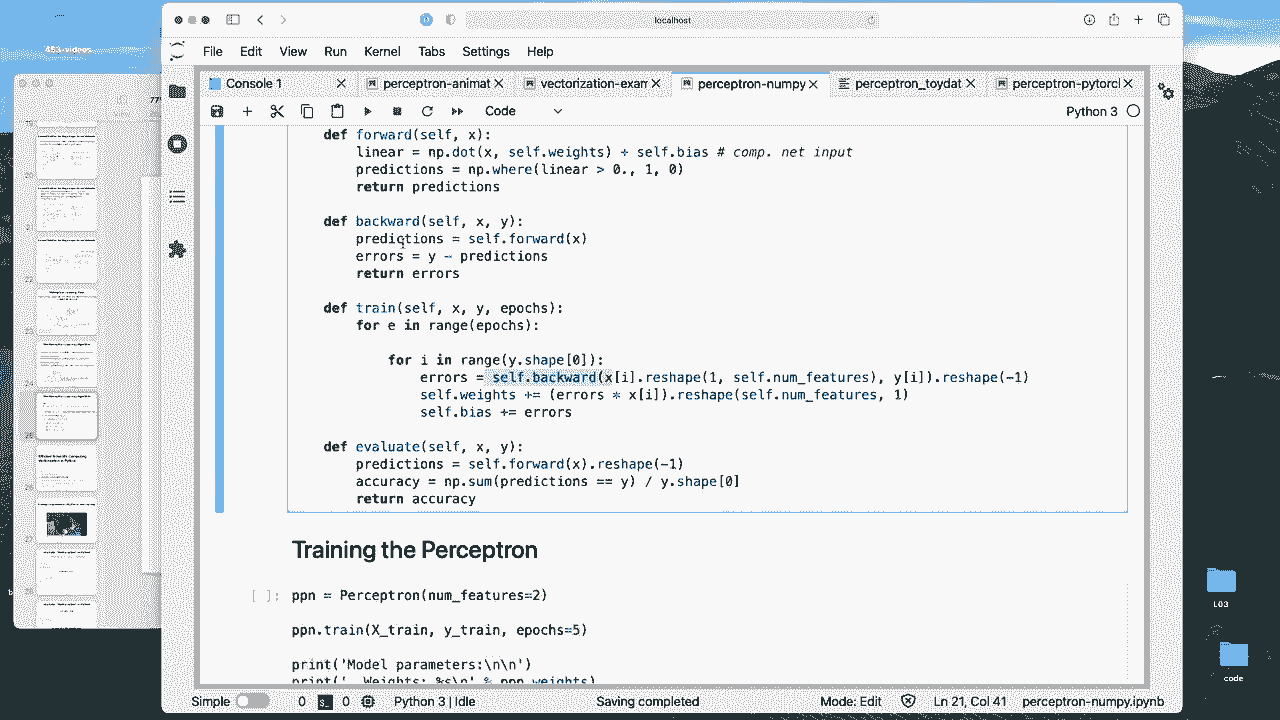 453-videos
localhost
File Edit View Run Kernel Tabs Settings Help
Console 1 perceptron-animat vectorization-exam perceptron-numpy perceptron_toydat perceptron-pytorcl
Code Python 3
def forward(self, x):
linear = np.dot(x, self.weights) + self.bias # comp. net input
predictions = np.where(linear > 0., 1, 0)
return predictions
def backward(self, x, y):
predictions = self.forward(x)
errors = y - predictions
return errors
def train(self, x, y, epochs):
for e in range(epochs):
for i in range(y.shape[0]):
errors = self.backward(x[i].reshape(1, self.num_features), y[i]).reshape(-1)
self.weights += (errors * x[i]).reshape(self.num_features, 1)
self.bias += errors
def evaluate(self, x, y):
predictions = self.forward(x).reshape(-1)
accuracy = np.sum(predictions == y) / y.shape[0]
return accuracy
Training the Perceptron
[ ]: ppn = Perceptron(num_features=2)
ppn.train(X_train, y_train, epochs=5)
print('Model parameters:\n\n')
print(' Weights: %s\n' % ppn.weights)
L03
code
Simple 0 0 Python 3 | Idle Saving completed Mode: Edit Ln 21, Col 41 perceptron-numpy.ipynb